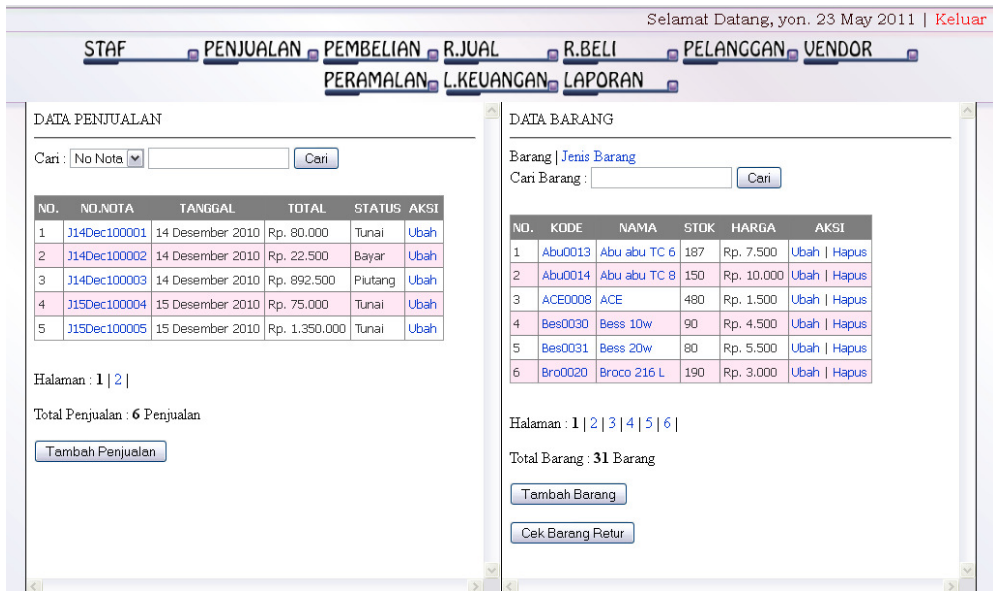 Selamat Datang, yon. 23 May 2011 | Keluar
STAF PENJUALAN PEMBELIAN R.JUAL R.BELI PELANGGAN VENDOR
PERAMALAN L.KEUANGAN LAPORAN
DATA PENJUALAN
Cari : No Nota Cari
NO. NO.NOTA TANGGAL TOTAL STATUS AKSI
1 J14Dec100001 14 Desember 2010 Rp. 80.000 Tunai Ubah
2 J14Dec100002 14 Desember 2010 Rp. 22.500 Bayar Ubah
3 J14Dec100003 14 Desember 2010 Rp. 892.500 Piutang Ubah
4 J15Dec100004 15 Desember 2010 Rp. 75.000 Tunai Ubah
5 J15Dec100005 15 Desember 2010 Rp. 1.350.000 Tunai Ubah
Halaman : 1 | 2 |
Total Penjualan : 6 Penjualan
Tambah Penjualan
DATA BARANG
Barang | Jenis Barang
Cari Barang : Cari
NO. KODE NAMA STOK HARGA AKSI
1 Abu0013 Abu abu TC 6 187 Rp. 7.500 Ubah | Hapus
2 Abu0014 Abu abu TC 8 150 Rp. 10.000 Ubah | Hapus
3 ACE0008 ACE 480 Rp. 1.500 Ubah | Hapus
4 Bes0030 Bess 10w 90 Rp. 4.500 Ubah | Hapus
5 Bes0031 Bess 20w 80 Rp. 5.500 Ubah | Hapus
6 Bro0020 Broco 216 L 190 Rp. 3.000 Ubah | Hapus
Halaman : 1 | 2 | 3 | 4 | 5 | 6 |
Total Barang : 31 Barang
Tambah Barang
Cek Barang Retur